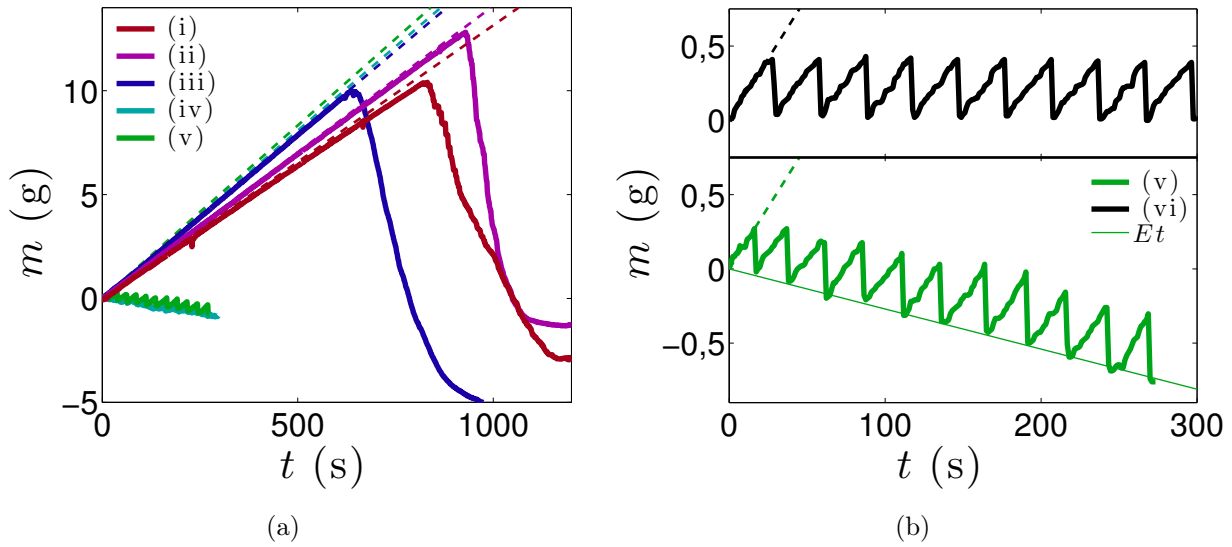 (i)
(ii)
(iii)
(iv)
(v)
10
5
0
−5
0
500
1000
m (g)
t (s)
(a)
0,5
0
0,5
0
−0,5
0
100
200
300
m (g)
t (s)
(v)
(vi)
Et
(b)